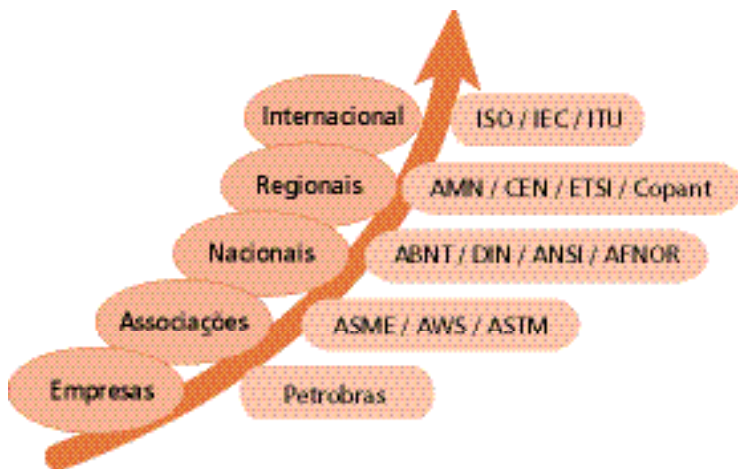 Internacional
ISO / IEC / ITU
Regionais
AMN / CEN / ETSI / Copant
Nacionais
ABNT / DIN / ANSI / AFNOR
Associações
ASME / AWS / ASTM
Empresas
Petrobras